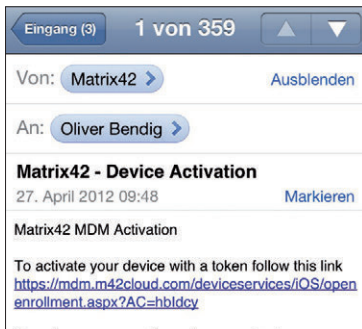 Eingang (3) 1 von 359
Von: Matrix42 Ausblenden
An: Oliver Bendig
Matrix42 - Device Activation
27. April 2012 09:48 Markieren
Matrix42 MDM Activation
To activate your device with a token follow this link
https://mdm.m42cloud.com/deviceservices/iOS/open
enrollment.aspx?AC=hbldcy